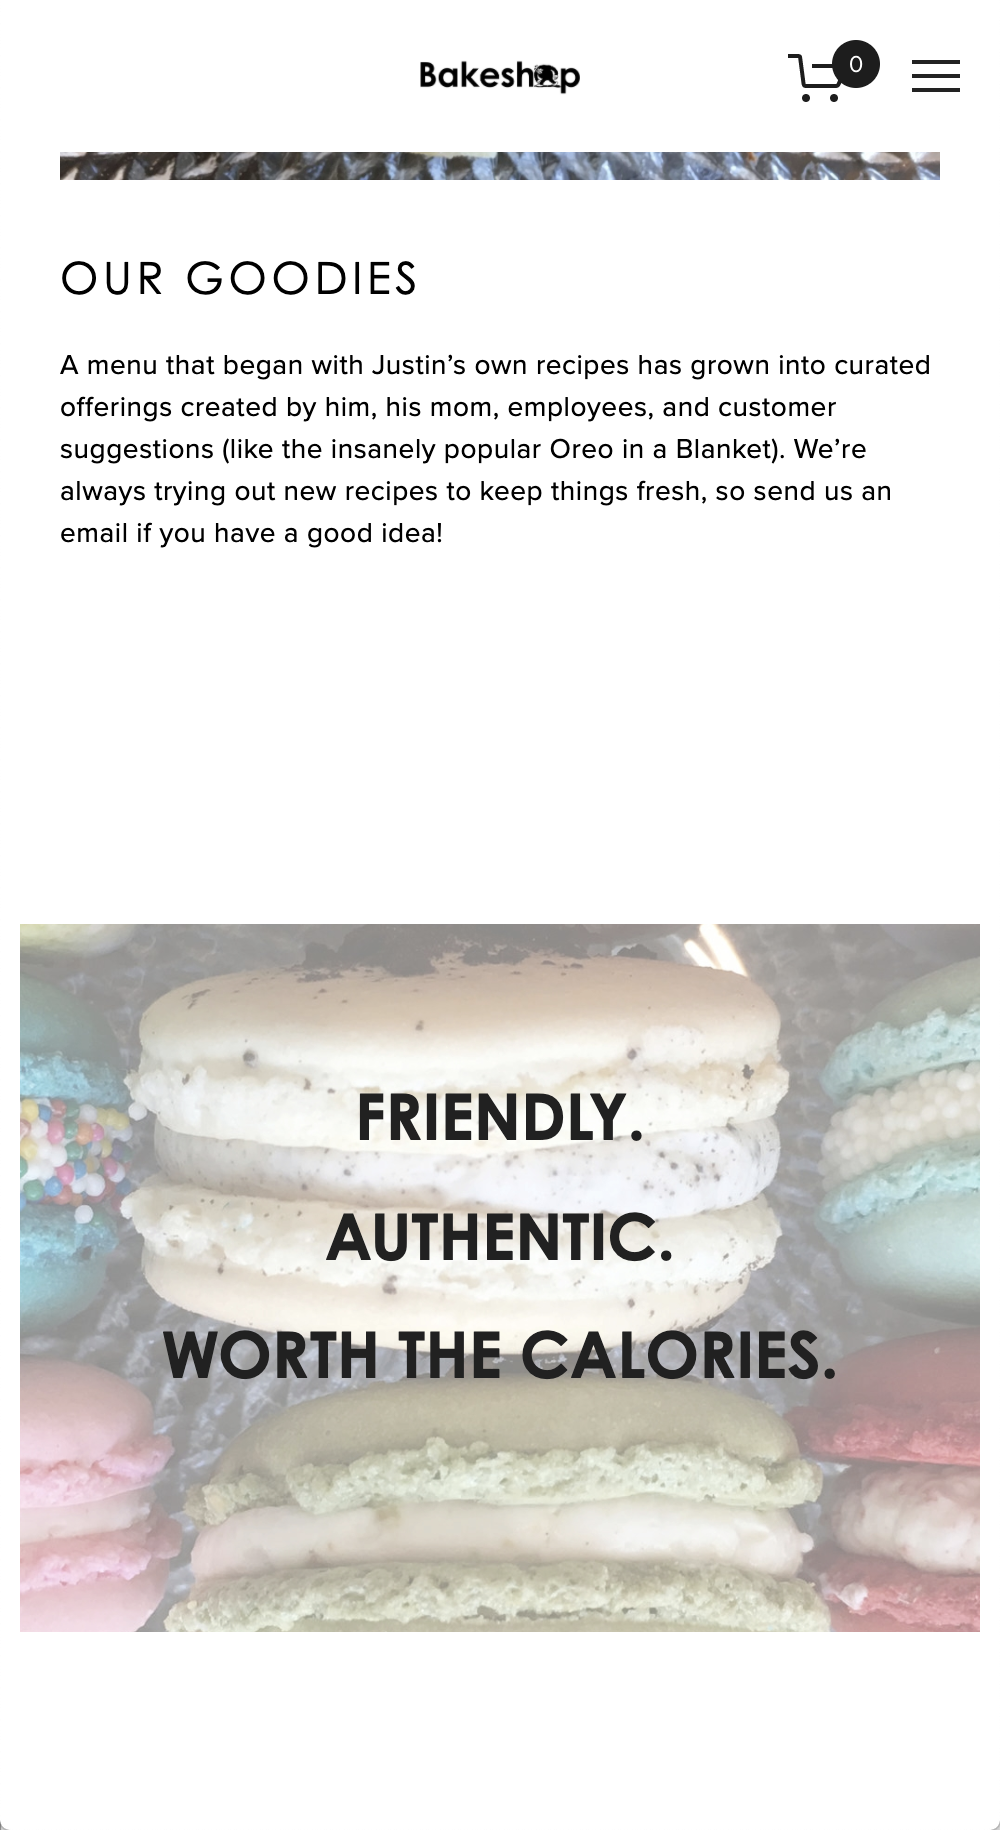 Bakeshop
0
OUR GOODIES
A menu that began with Justin’s own recipes has grown into curated
offerings created by him, his mom, employees, and customer
suggestions (like the insanely popular Oreo in a Blanket). We’re
always trying out new recipes to keep things fresh, so send us an
email if you have a good idea!
FRIENDLY.
AUTHENTIC.
WORTH THE CALORIES.